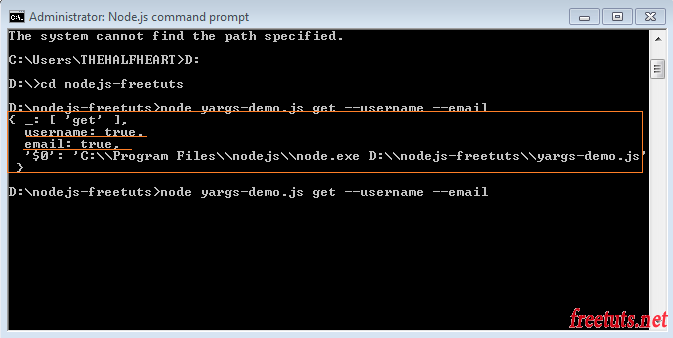 Administrator: Node.js command prompt
The system cannot find the path specified.
C:\Users\THEHALFHEART>D:
D:\>cd nodejs-freetuts
D:\nodejs-freetuts>node yargs-demo.js get --username --email
{ _: [ 'get' ],
username: true,
email: true,
'$0': 'C:\\Program Files\\nodejs\\node.exe D:\\nodejs-freetuts\\yargs-demo.js'
}
D:\nodejs-freetuts>node yargs-demo.js get --username --email
freetuts.net